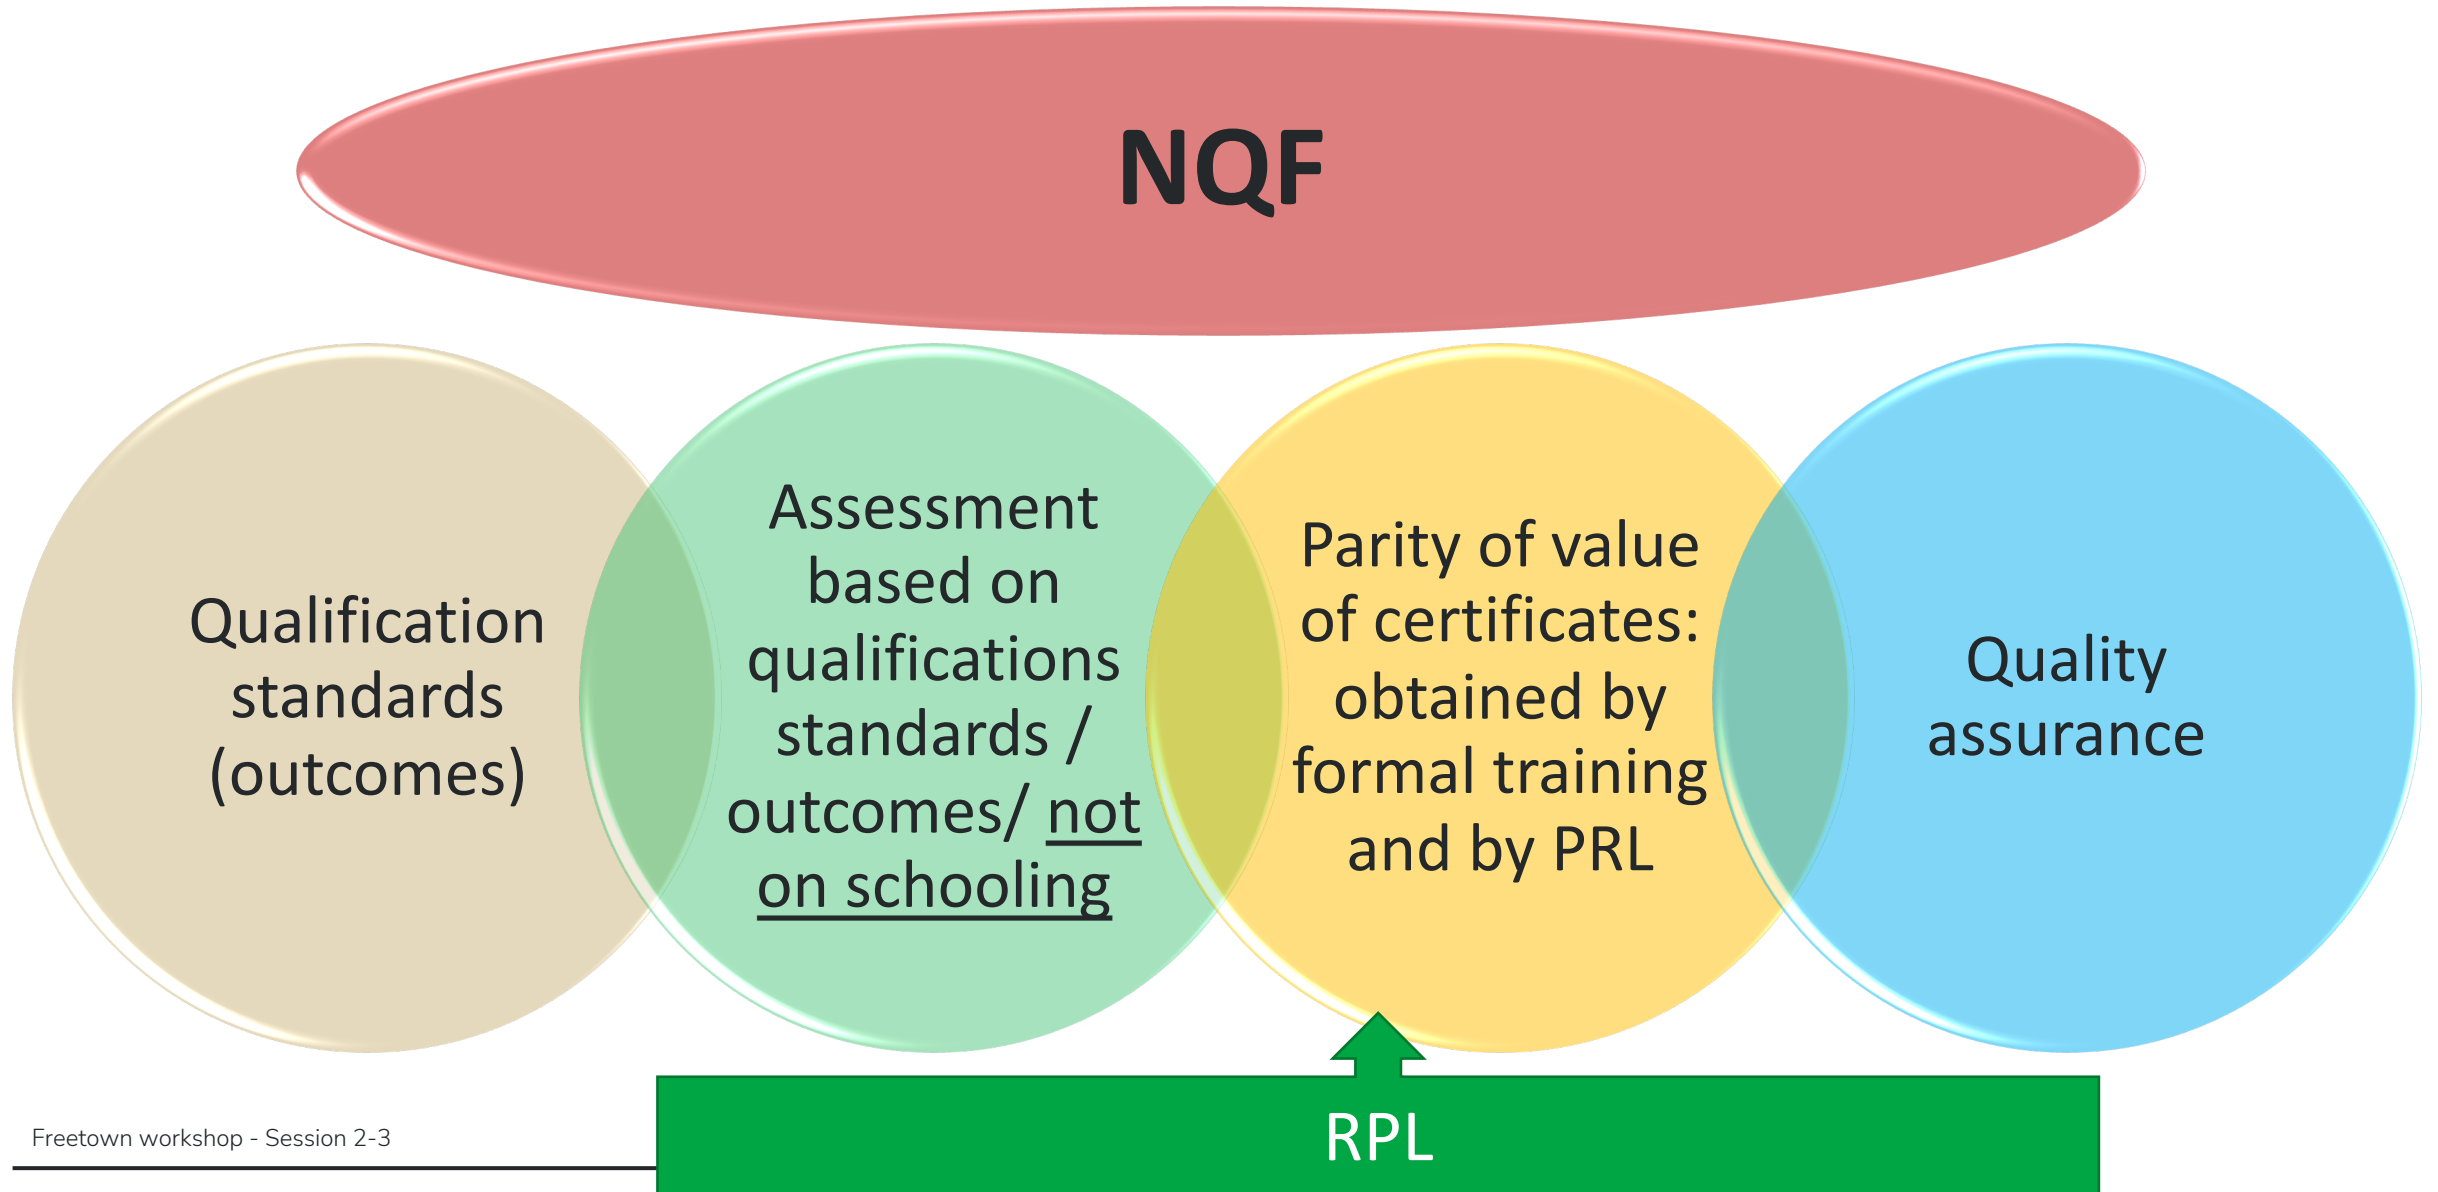 NQF
Qualification
standards
(outcomes)
Assessment
based on
qualifications
standards /
outcomes/ not
on schooling
Parity of value
of certificates:
obtained by
formal training
and by PRL
Quality
assurance
RPL
Freetown workshop - Session 2-3